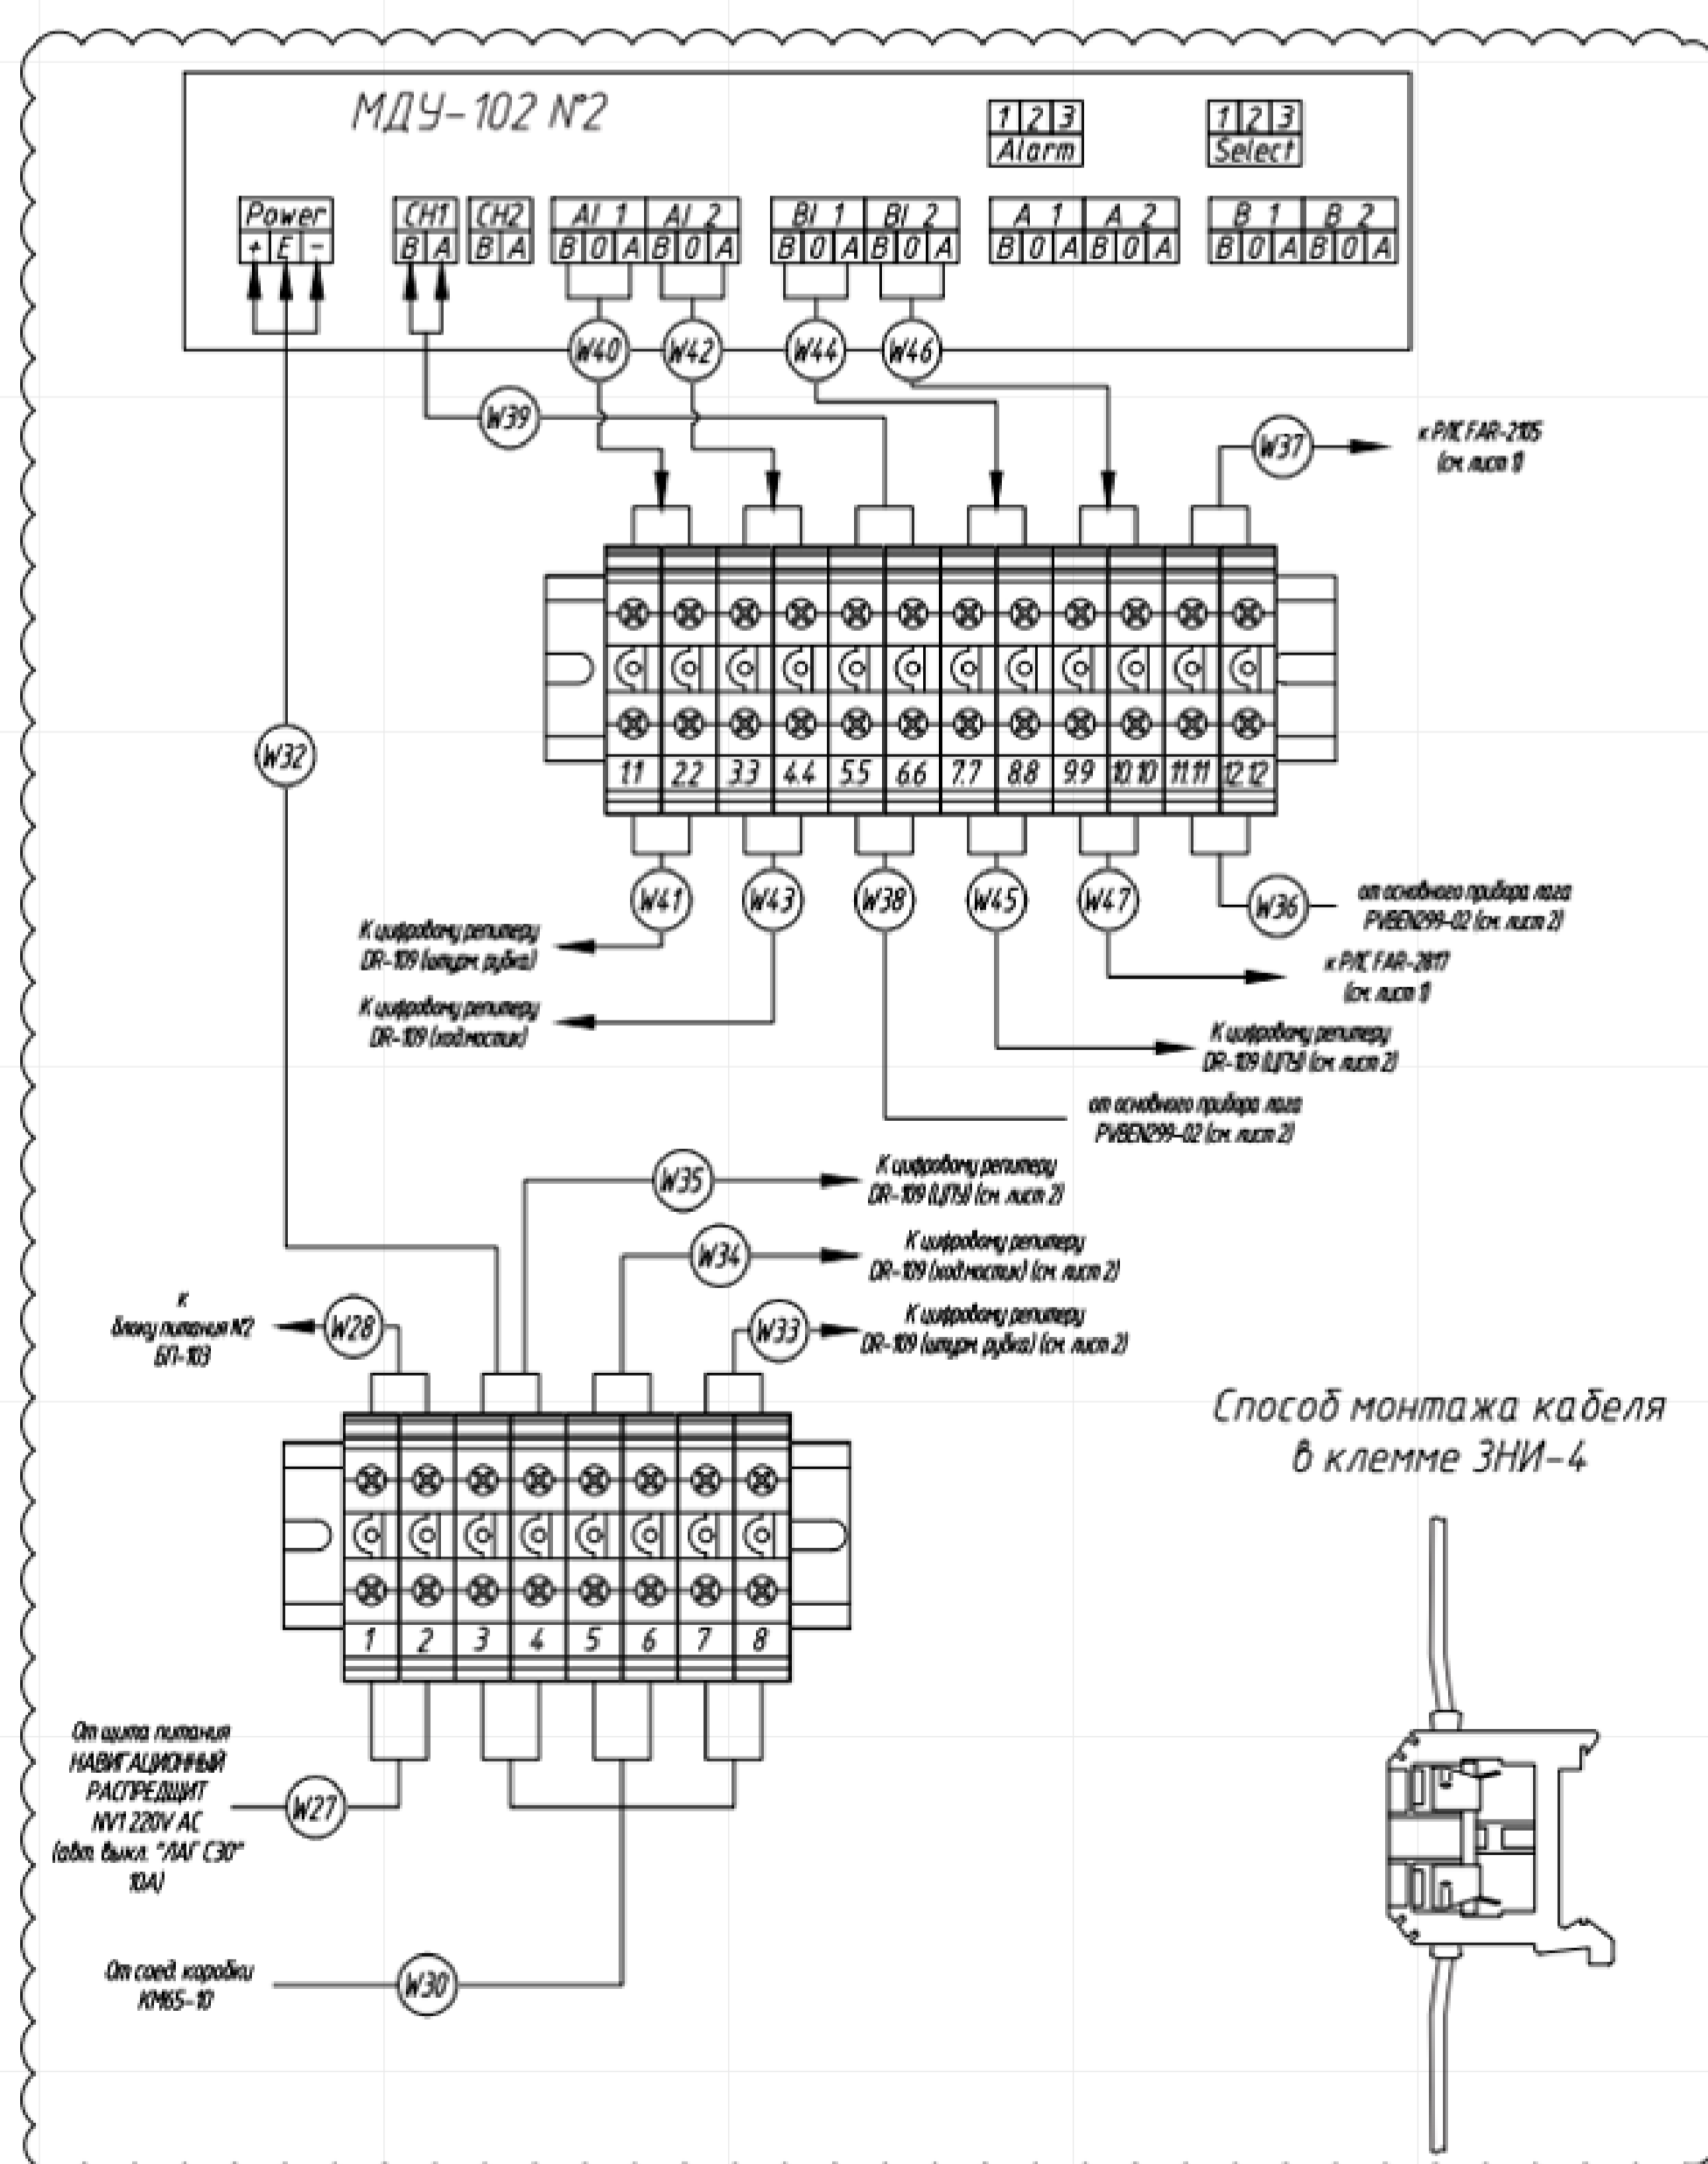 МДУ-102 №2
1 2 3
Alarm
1 2 3
Select
Power
+ E -
CH1
B A
CH2
B A
AI 1 AI 2
B 0 A B 0 A
BI 1 BI 2
B 0 A B 0 A
A 1 A 2
B 0 A B 0 A
B 1 B 2
B 0 A B 0 A
W40
W42
W44
W46
W39
W37
к РЛС FAR-2105
(см. лист 1)
W32
1.1 2.2 3.3 4.4 5.5 6.6 7.7 8.8 9.9 10.10 11.11 12.12
W41
W43
W38
W45
W47
W36
от основного прибора лага
PVBEN299-02 (см. лист 2)
К цифровому репитеру
DR-109 (штурм. рубка)
к РЛС FAR-2817
(см. лист 1)
К цифровому репитеру
DR-109 (ход.мостик)
К цифровому репитеру
DR-109 (ЦПУ) (см. лист 2)
от основного прибора лага
PVBEN299-02 (см. лист 2)
W35
К цифровому репитеру
DR-109 (ЦПУ) (см. лист 2)
W34
К цифровому репитеру
DR-109 (ход.мостик) (см. лист 2)
W33
К цифровому репитеру
DR-109 (штурм. рубка) (см. лист 2)
к
блоку питания №2
БП-103
W28
1 2 3 4 5 6 7 8
Способ монтажа кабеля
в клемме ЗНИ-4
От щита питания
НАВИГАЦИОННЫЙ
РАСПРЕДЩИТ
NV1 220V AC
(авт. выкл. "ЛАГ С30"
10А)
W27
От соед. коробки
КМ65-10
W30